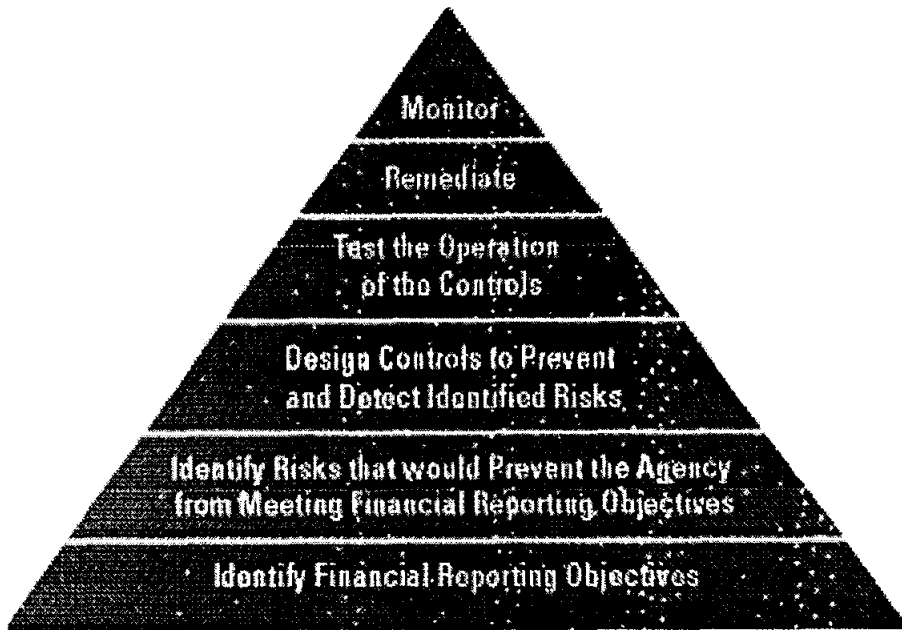 Monitor
Remediate
Test the Operation
of the Controls
Design Controls to Prevent
and Detect Identified Risks
Identify Risks that would Prevent the Agency
from Meeting Financial Reporting Objectives
Identify Financial Reporting Objectives